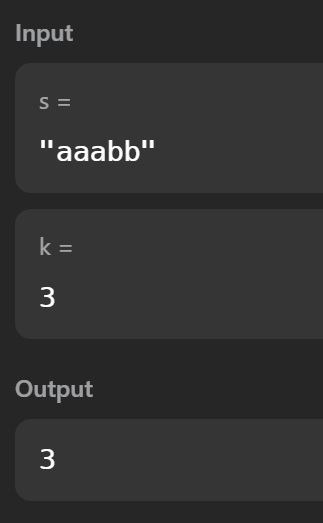 Input
s =
"aaabb"
k =
3
Output
3